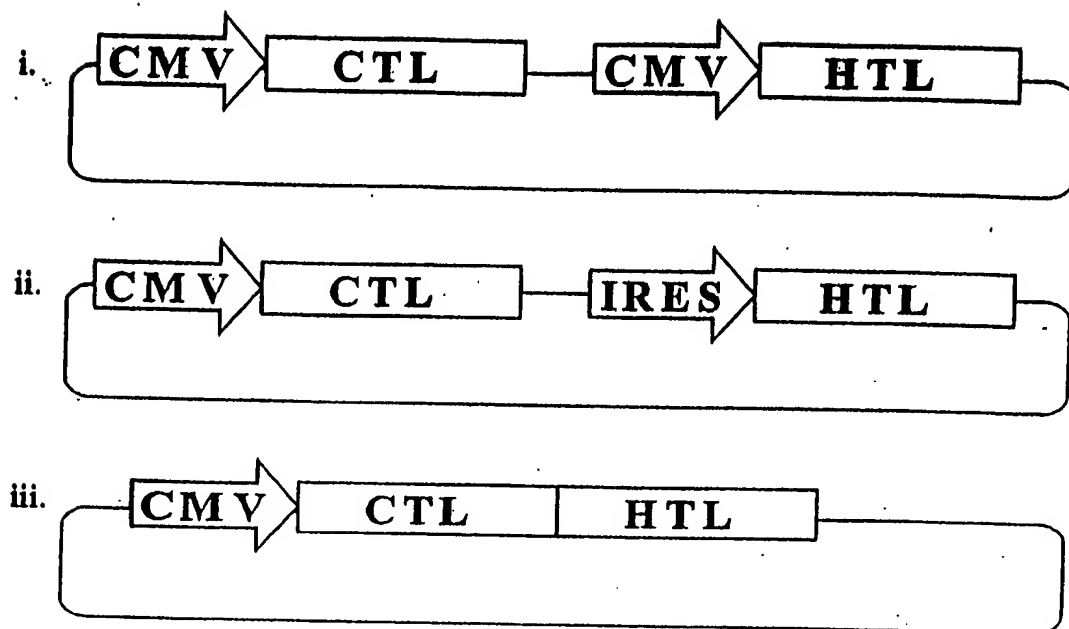 i. CMV CTL CMV HTL
ii. CMV CTL IRES HTL
iii. CMV CTL HTL